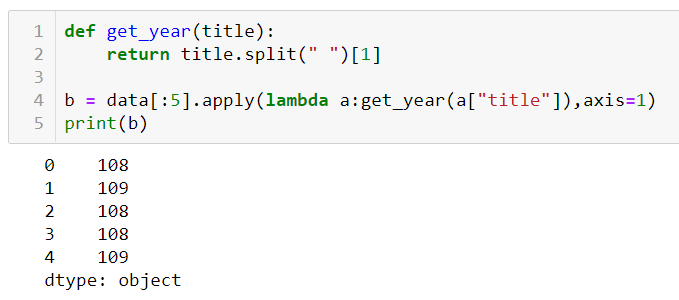 1 def get_year(title):
2     return title.split(" ")[1]
3
4 b = data[:5].apply(lambda a:get_year(a["title"]),axis=1)
5 print(b)
0    108
1    109
2    108
3    108
4    109
dtype: object